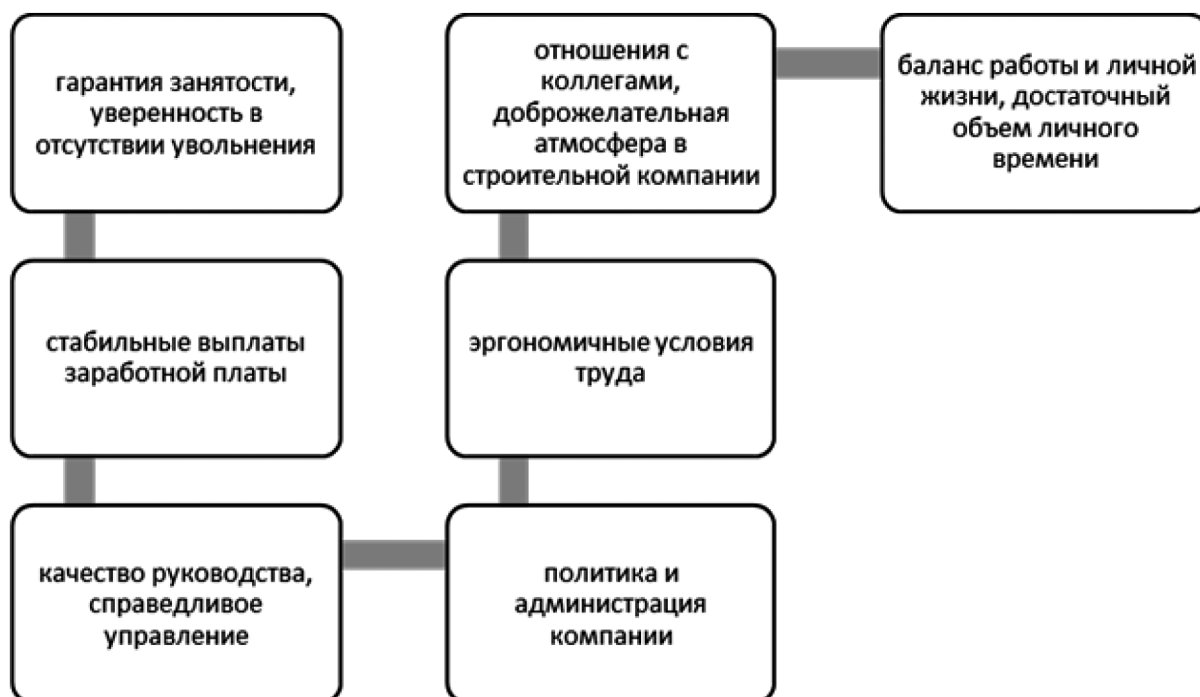 гарантия занятости,
уверенность в
отсутствии увольнения
стабильные выплаты
заработной платы
качество руководства,
справедливое
управление
политика и
администрация
компании
эргономичные условия
труда
отношения с
коллегами,
доброжелательная
атмосфера в
строительной компании
баланс работы и личной
жизни, достаточный
объем личного
времени